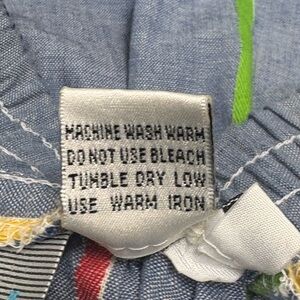 MACHINE WASH WARM
DO NOT USE BLEACH
TUMBLE DRY LOW
USE WARM IRON